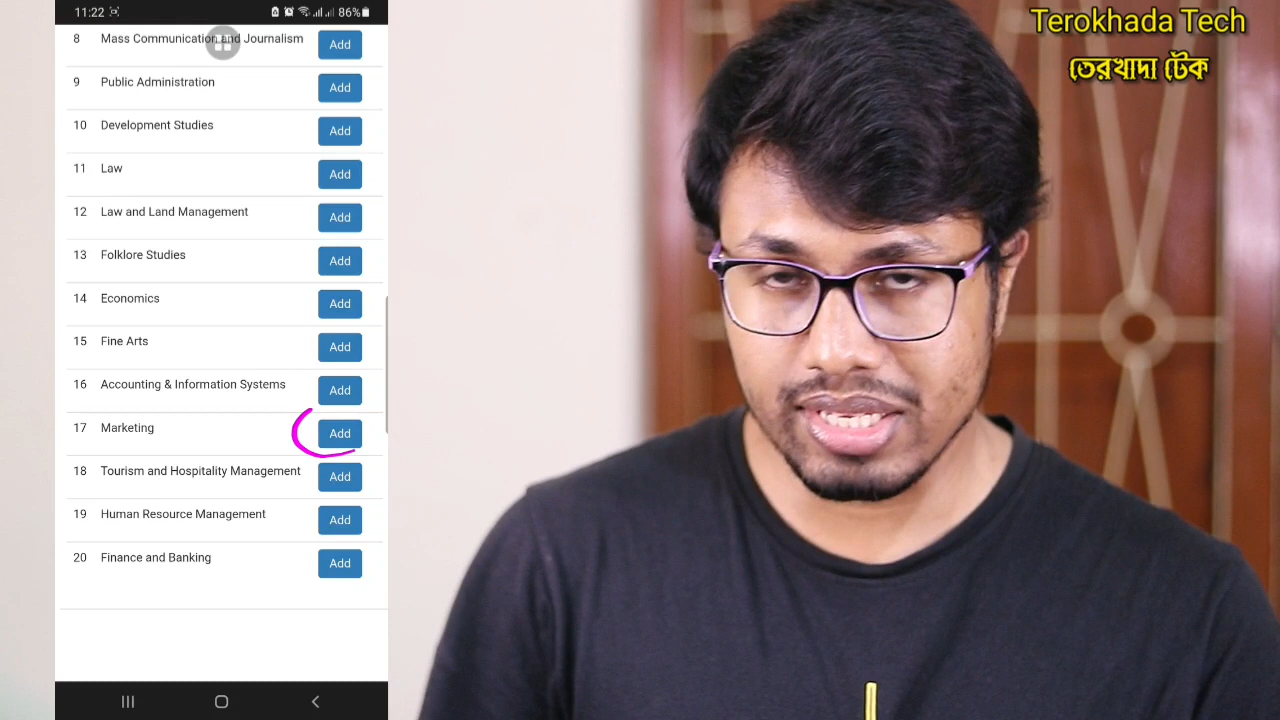 11:22
86%
8 Mass Communication and Journalism Add
9 Public Administration Add
10 Development Studies Add
11 Law Add
12 Law and Land Management Add
13 Folklore Studies Add
14 Economics Add
15 Fine Arts Add
16 Accounting & Information Systems Add
17 Marketing Add
18 Tourism and Hospitality Management Add
19 Human Resource Management Add
20 Finance and Banking Add
Terokhada Tech
তেরখাদা টেক